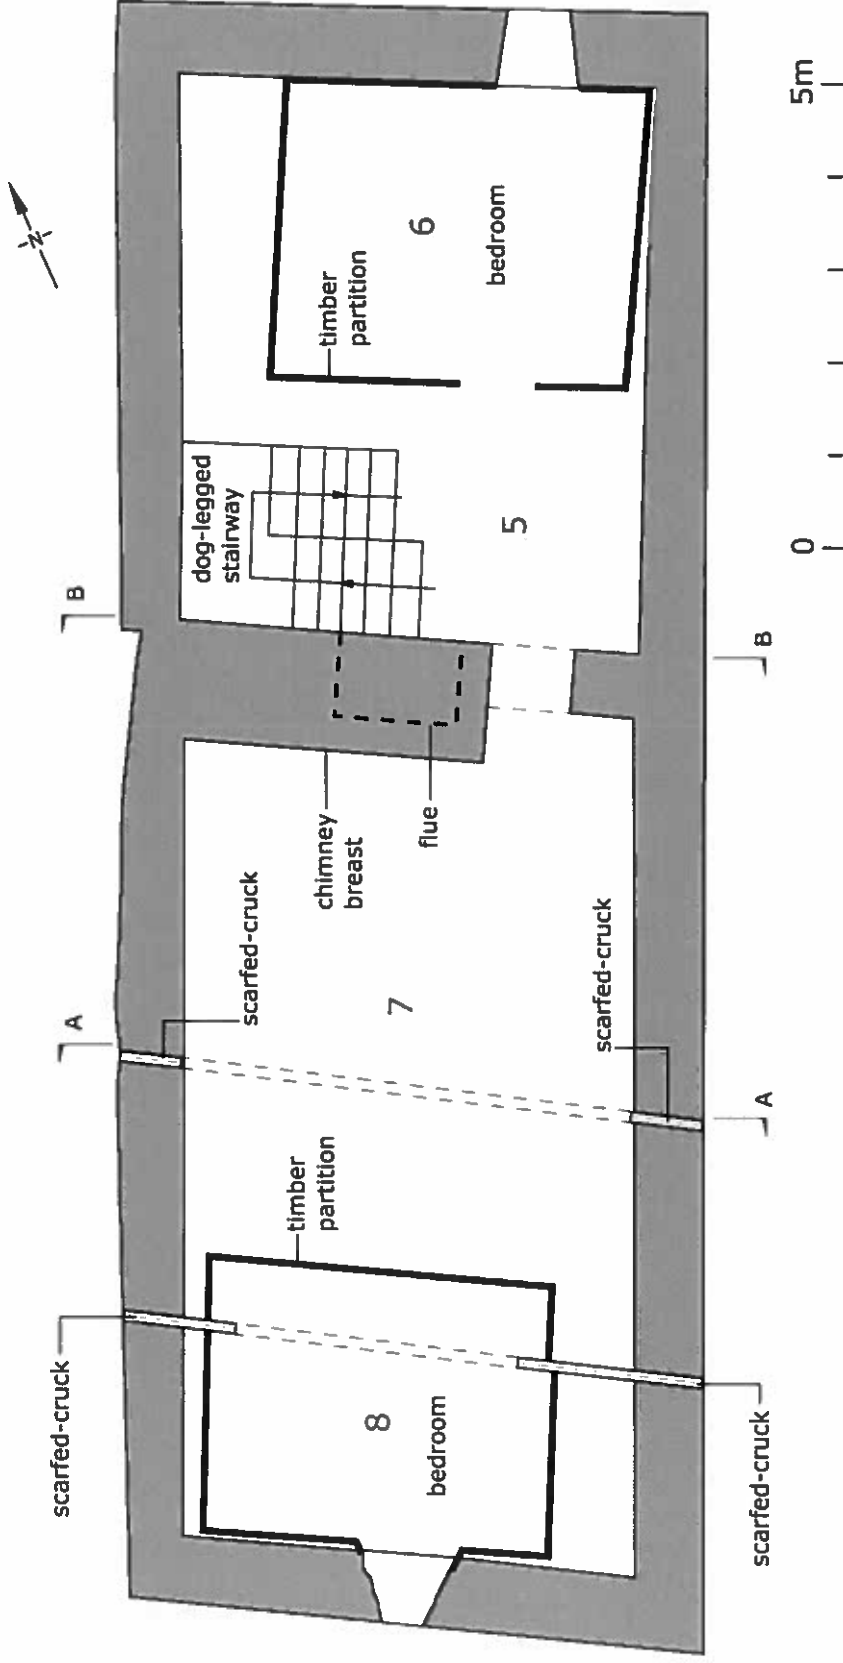 scarfed-cruck
8
bedroom
scarfed-cruck
timber
partition
A
A
scarfed-cruck
7
scarfed-cruck
chimney
breast
flue
B
B
dog-legged
stairway
5
timber
partition
6
bedroom
N
0
5m